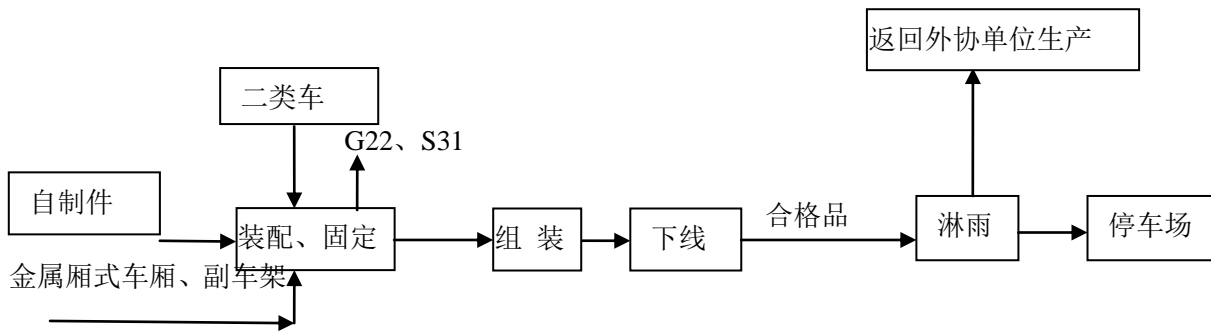 返回外协单位生产
二类车
G22、S31
自制件
装配、固定
组 装
下线
合格品
淋雨
停车场
金属厢式车厢、副车架